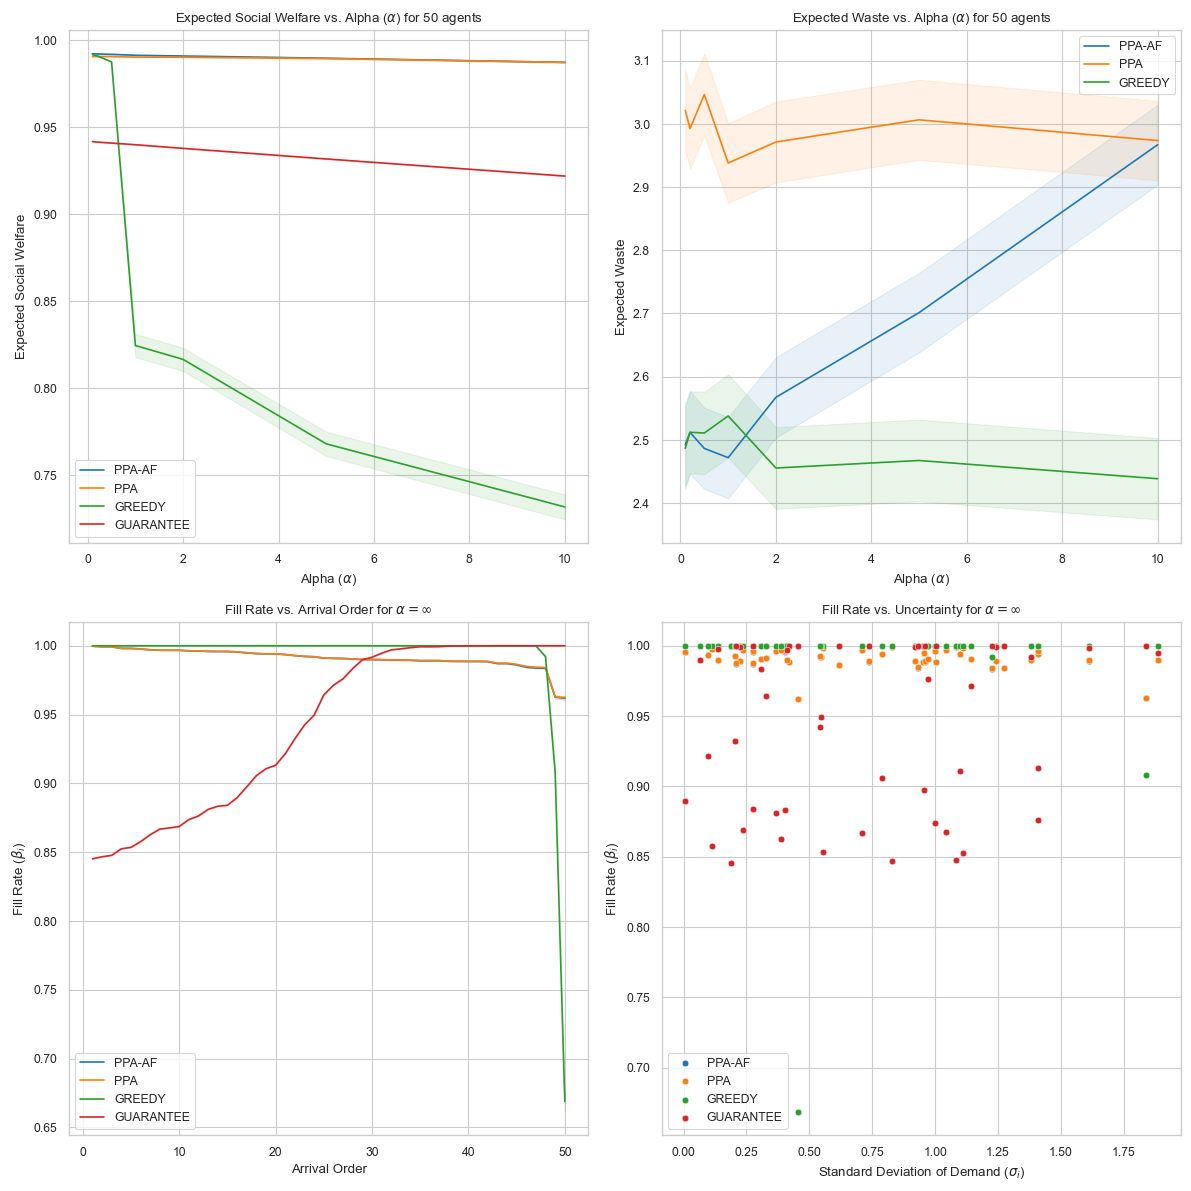 Expected Social Welfare vs. Alpha (α) for 50 agents
1.00
0.95
0.90
0.85
0.80
0.75
Expected Social Welfare
PPA-AF
PPA
GREEDY
GUARANTEE
0 2 4 6 8 10
Alpha (α)
Expected Waste vs. Alpha (α) for 50 agents
PPA-AF
PPA
GREEDY
3.1
3.0
2.9
2.8
2.7
2.6
2.5
2.4
Expected Waste
0 2 4 6 8 10
Alpha (α)
Fill Rate vs. Arrival Order for α = ∞
1.00
0.95
0.90
0.85
0.80
0.75
0.70
0.65
Fill Rate (βᵢ)
PPA-AF
PPA
GREEDY
GUARANTEE
0 10 20 30 40 50
Arrival Order
Fill Rate vs. Uncertainty for α = ∞
1.00
0.95
0.90
0.85
0.80
0.75
0.70
Fill Rate (βᵢ)
PPA-AF
PPA
GREEDY
GUARANTEE
0.00 0.25 0.50 0.75 1.00 1.25 1.50 1.75
Standard Deviation of Demand (σᵢ)